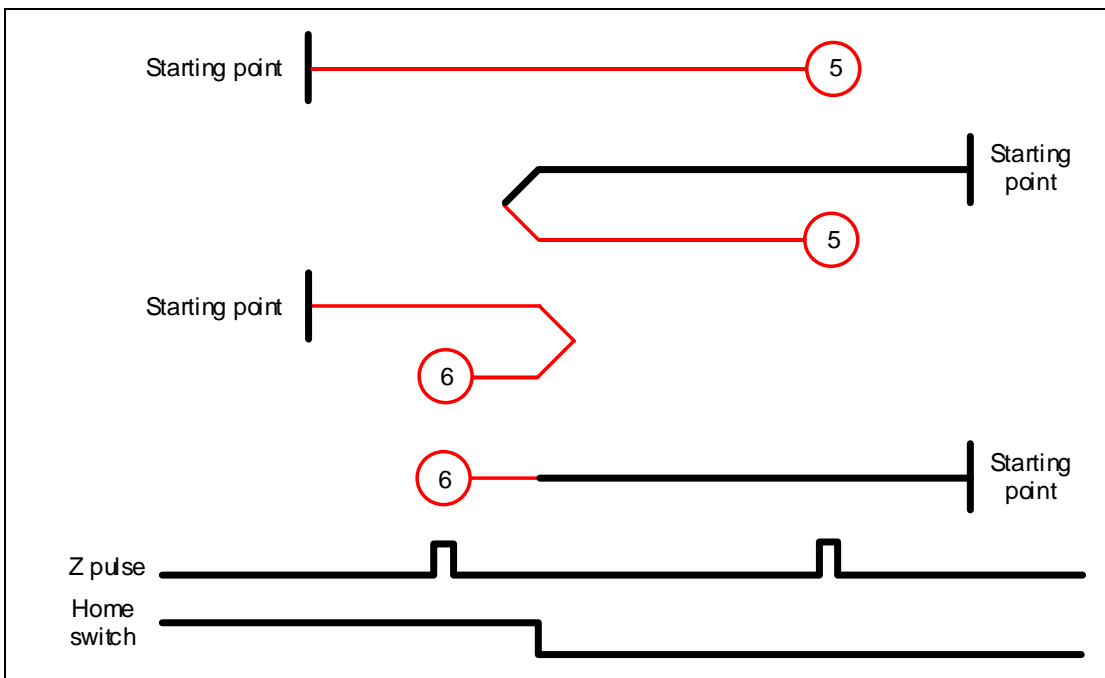 Starting point
5
Starting
point
5
Starting point
6
6
Starting
point
Z pulse
Home
switch